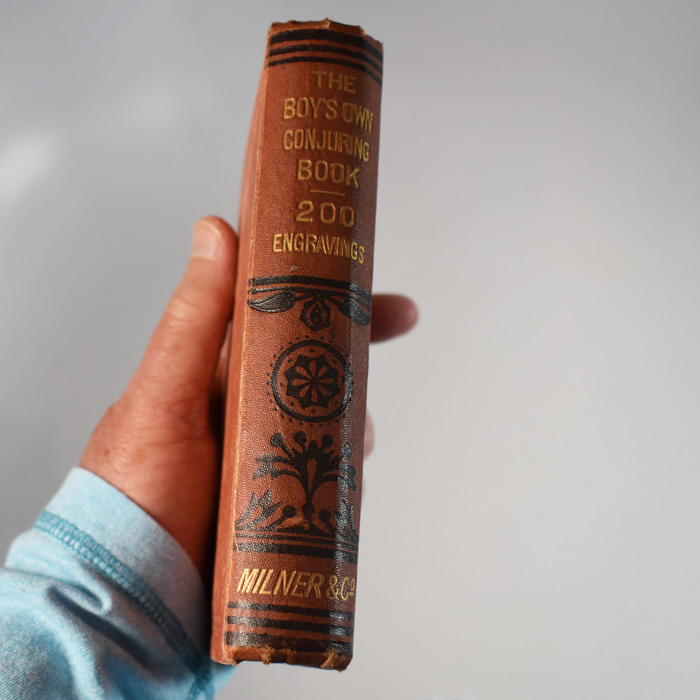 THE
BOY'S OWN
CONJURING
BOOK
200
ENGRAVINGS
MILNER & Co